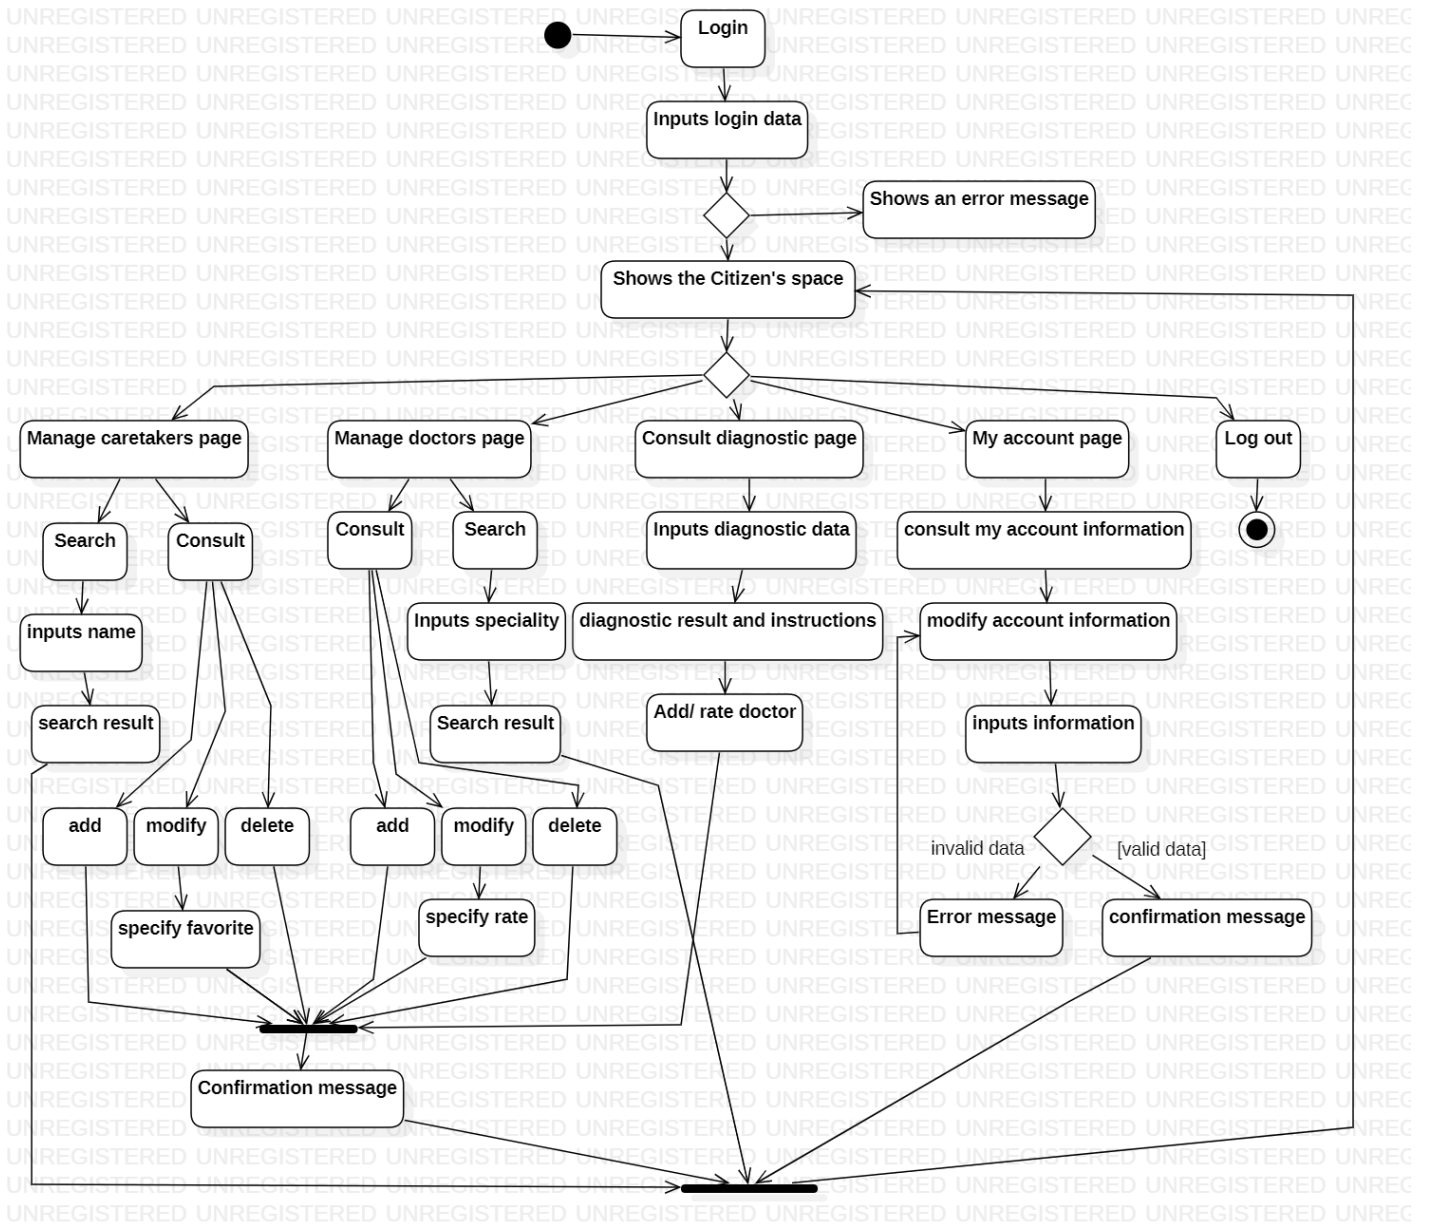 Login
Inputs login data
Shows an error message
Shows the Citizen's space
Manage caretakers page
Manage doctors page
Consult diagnostic page
My account page
Log out
Search
Consult
Consult
Search
Inputs diagnostic data
consult my account information
inputs name
Inputs speciality
diagnostic result and instructions
modify account information
search result
Search result
Add/ rate doctor
inputs information
add
modify
delete
add
modify
delete
invalid data
[valid data]
specify favorite
specify rate
Error message
confirmation message
Confirmation message
UNREGISTERED